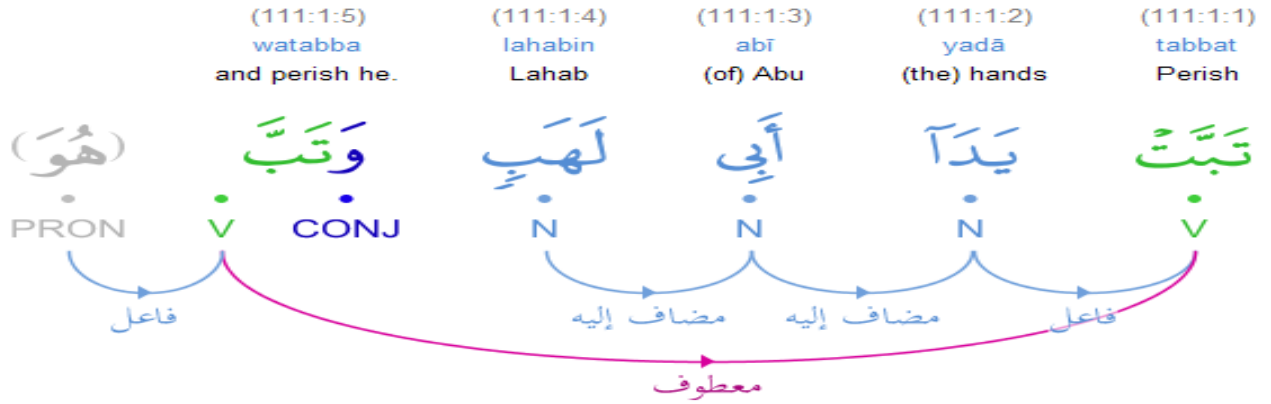 (111:1:5) (111:1:4) (111:1:3) (111:1:2) (111:1:1)
watabba lahabin abī yadā tabbat
and perish he. Lahab (of) Abu (the) hands Perish
تَبَّتْ يَدَآ أَبِى لَهَبٍ وَتَبَّ (هُوَ)
PRON V CONJ N N N V
فاعل مضاف إليه مضاف إليه فاعل
معطوف